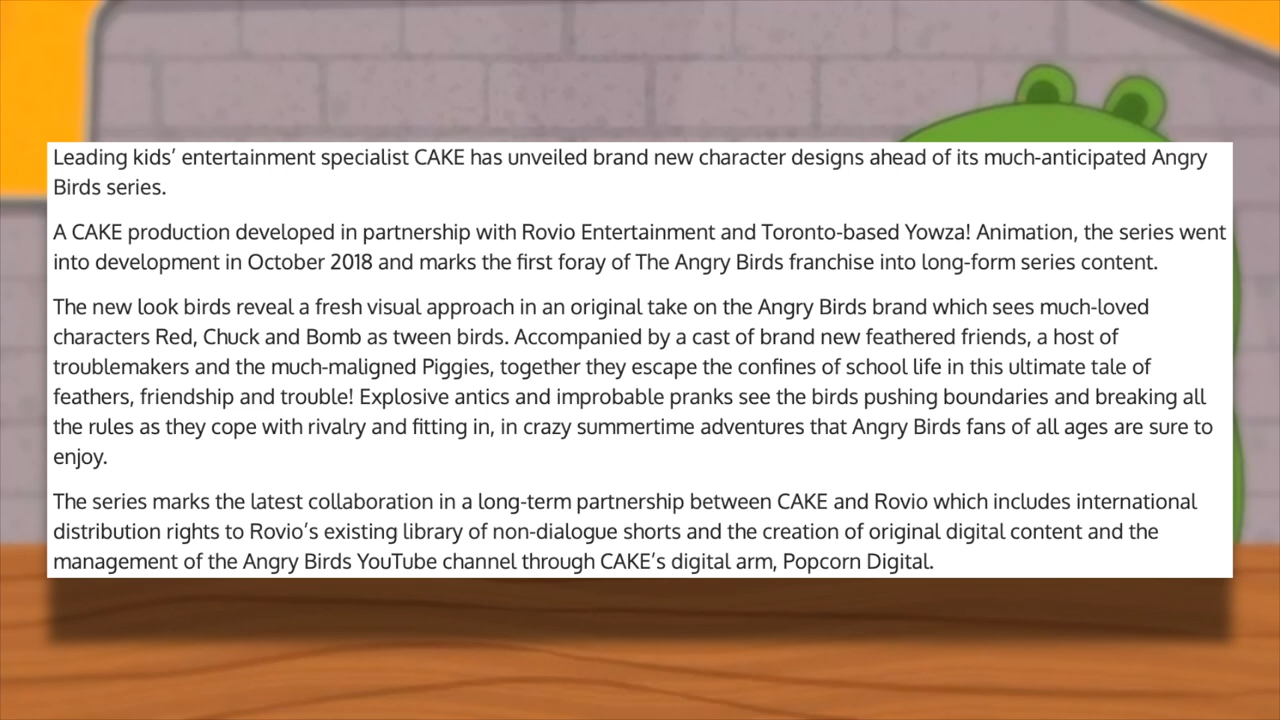 Leading kids’ entertainment specialist CAKE has unveiled brand new character designs ahead of its much-anticipated Angry
Birds series.
A CAKE production developed in partnership with Rovio Entertainment and Toronto-based Yowza! Animation, the series went
into development in October 2018 and marks the first foray of The Angry Birds franchise into long-form series content.
The new look birds reveal a fresh visual approach in an original take on the Angry Birds brand which sees much-loved
characters Red, Chuck and Bomb as tween birds. Accompanied by a cast of brand new feathered friends, a host of
troublemakers and the much-maligned Piggies, together they escape the confines of school life in this ultimate tale of
feathers, friendship and trouble! Explosive antics and improbable pranks see the birds pushing boundaries and breaking all
the rules as they cope with rivalry and fitting in, in crazy summertime adventures that Angry Birds fans of all ages are sure to
enjoy.
The series marks the latest collaboration in a long-term partnership between CAKE and Rovio which includes international
distribution rights to Rovio’s existing library of non-dialogue shorts and the creation of original digital content and the
management of the Angry Birds YouTube channel through CAKE’s digital arm, Popcorn Digital.